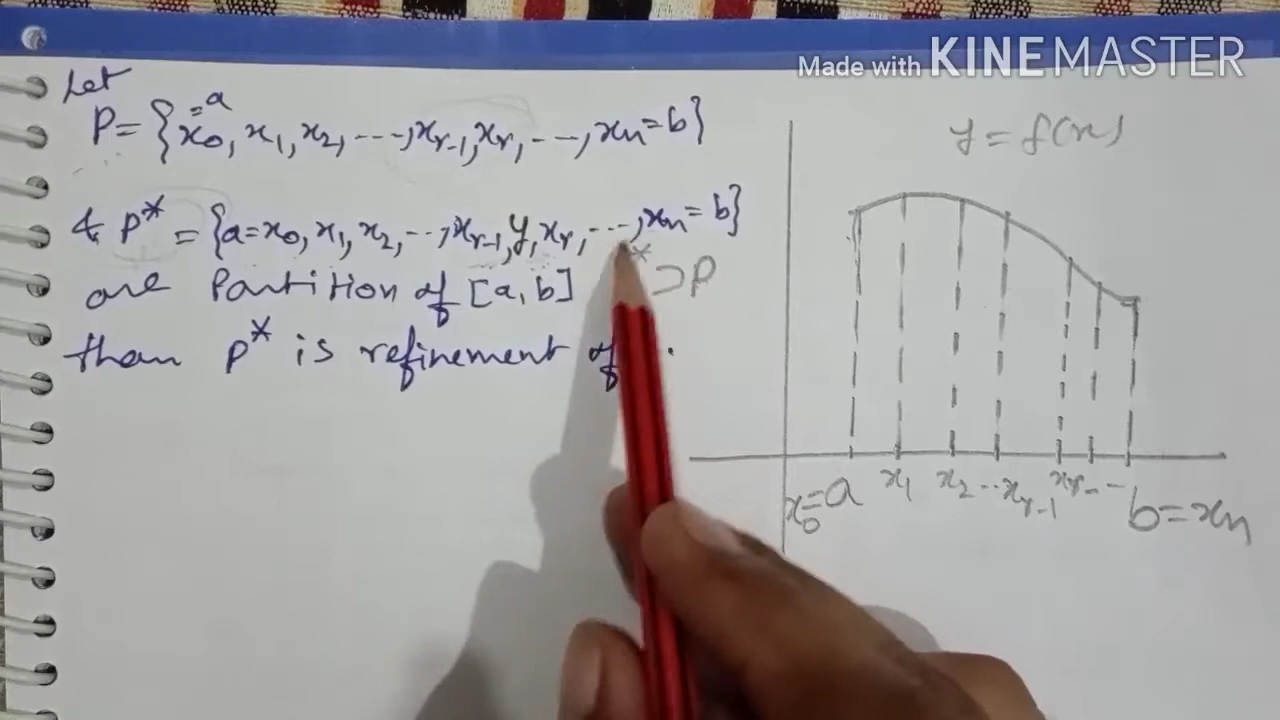 Made with KINEMASTER
Let
P = {x₀ = a, x₁, x₂, ---, xᵣ₋₁, xᵣ, ---, xₙ = b}
& P* = {a = x₀, x₁, x₂, ---, xᵣ₋₁, y, xᵣ, ---, xₙ = b}
are Partition of [a, b] * ⊃ P
than P* is refinement of .
y = f(x)
x₀ = a x₁ x₂ -- xᵣ₋₁ xᵣ --- b = xₙ